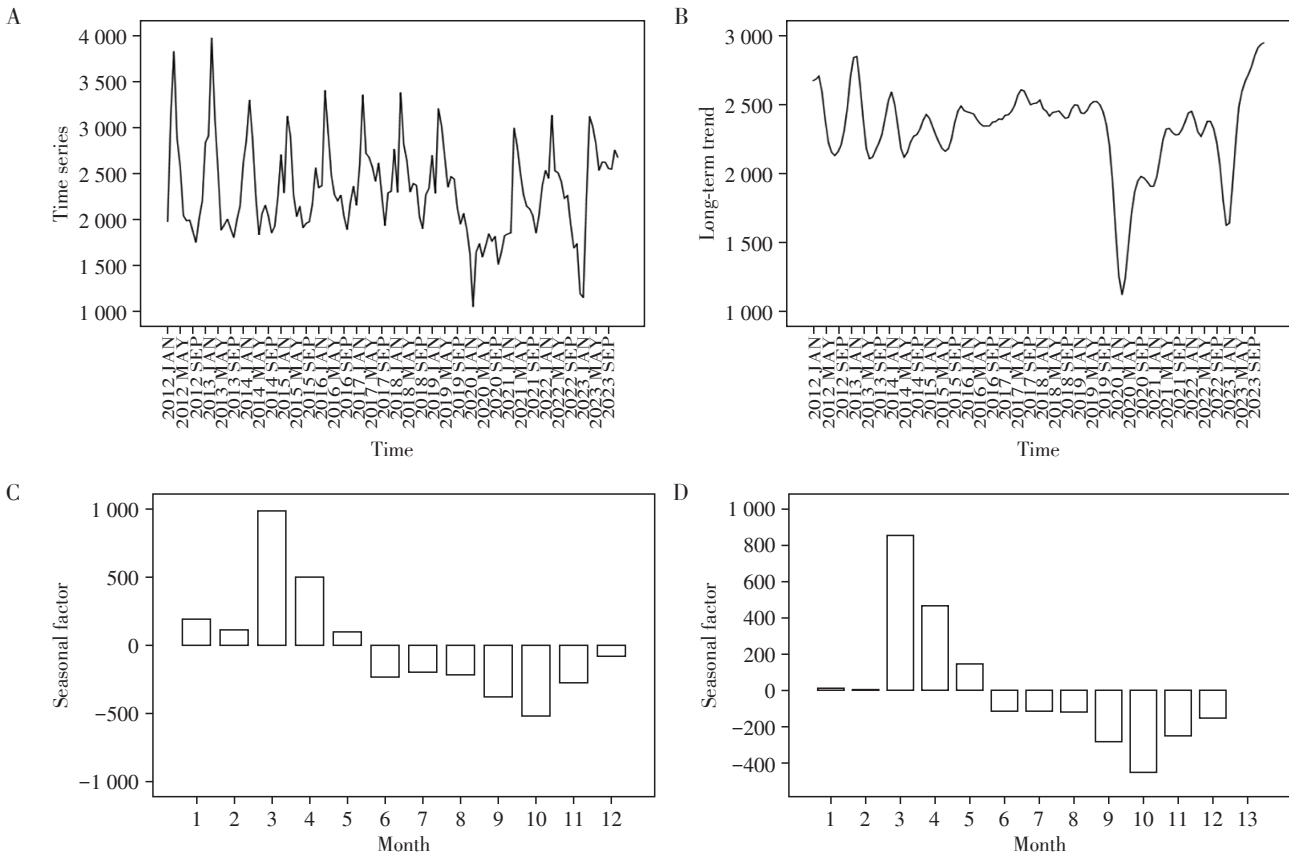 A
Time series
4 000
3 500
3 000
2 500
2 000
1 500
1 000
2012 JAN
2012 MAY
2012 SEP
2013 JAN
2013 MAY
2013 SEP
2014 JAN
2014 MAY
2014 SEP
2015 JAN
2015 MAY
2015 SEP
2016 JAN
2016 MAY
2016 SEP
2017 JAN
2017 MAY
2017 SEP
2018 JAN
2018 MAY
2018 SEP
2019 JAN
2019 MAY
2019 SEP
2020 JAN
2020 MAY
2020 SEP
2021 JAN
2021 MAY
2021 SEP
2022 JAN
2022 MAY
2022 SEP
2023 JAN
2023 MAY
2023 SEP
Time
B
Long-term trend
3 000
2 500
2 000
1 500
1 000
2012 JAN
2012 MAY
2012 SEP
2013 JAN
2013 MAY
2013 SEP
2014 JAN
2014 MAY
2014 SEP
2015 JAN
2015 MAY
2015 SEP
2016 JAN
2016 MAY
2016 SEP
2017 JAN
2017 MAY
2017 SEP
2018 JAN
2018 MAY
2018 SEP
2019 JAN
2019 MAY
2019 SEP
2020 JAN
2020 MAY
2020 SEP
2021 JAN
2021 MAY
2021 SEP
2022 JAN
2022 MAY
2022 SEP
2023 JAN
2023 MAY
2023 SEP
Time
C
Seasonal factor
1 000
500
0
−500
−1 000
1 2 3 4 5 6 7 8 9 10 11 12
Month
D
Seasonal factor
1 000
800
600
400
200
0
−200
−400
1 2 3 4 5 6 7 8 9 10 11 12 13
Month